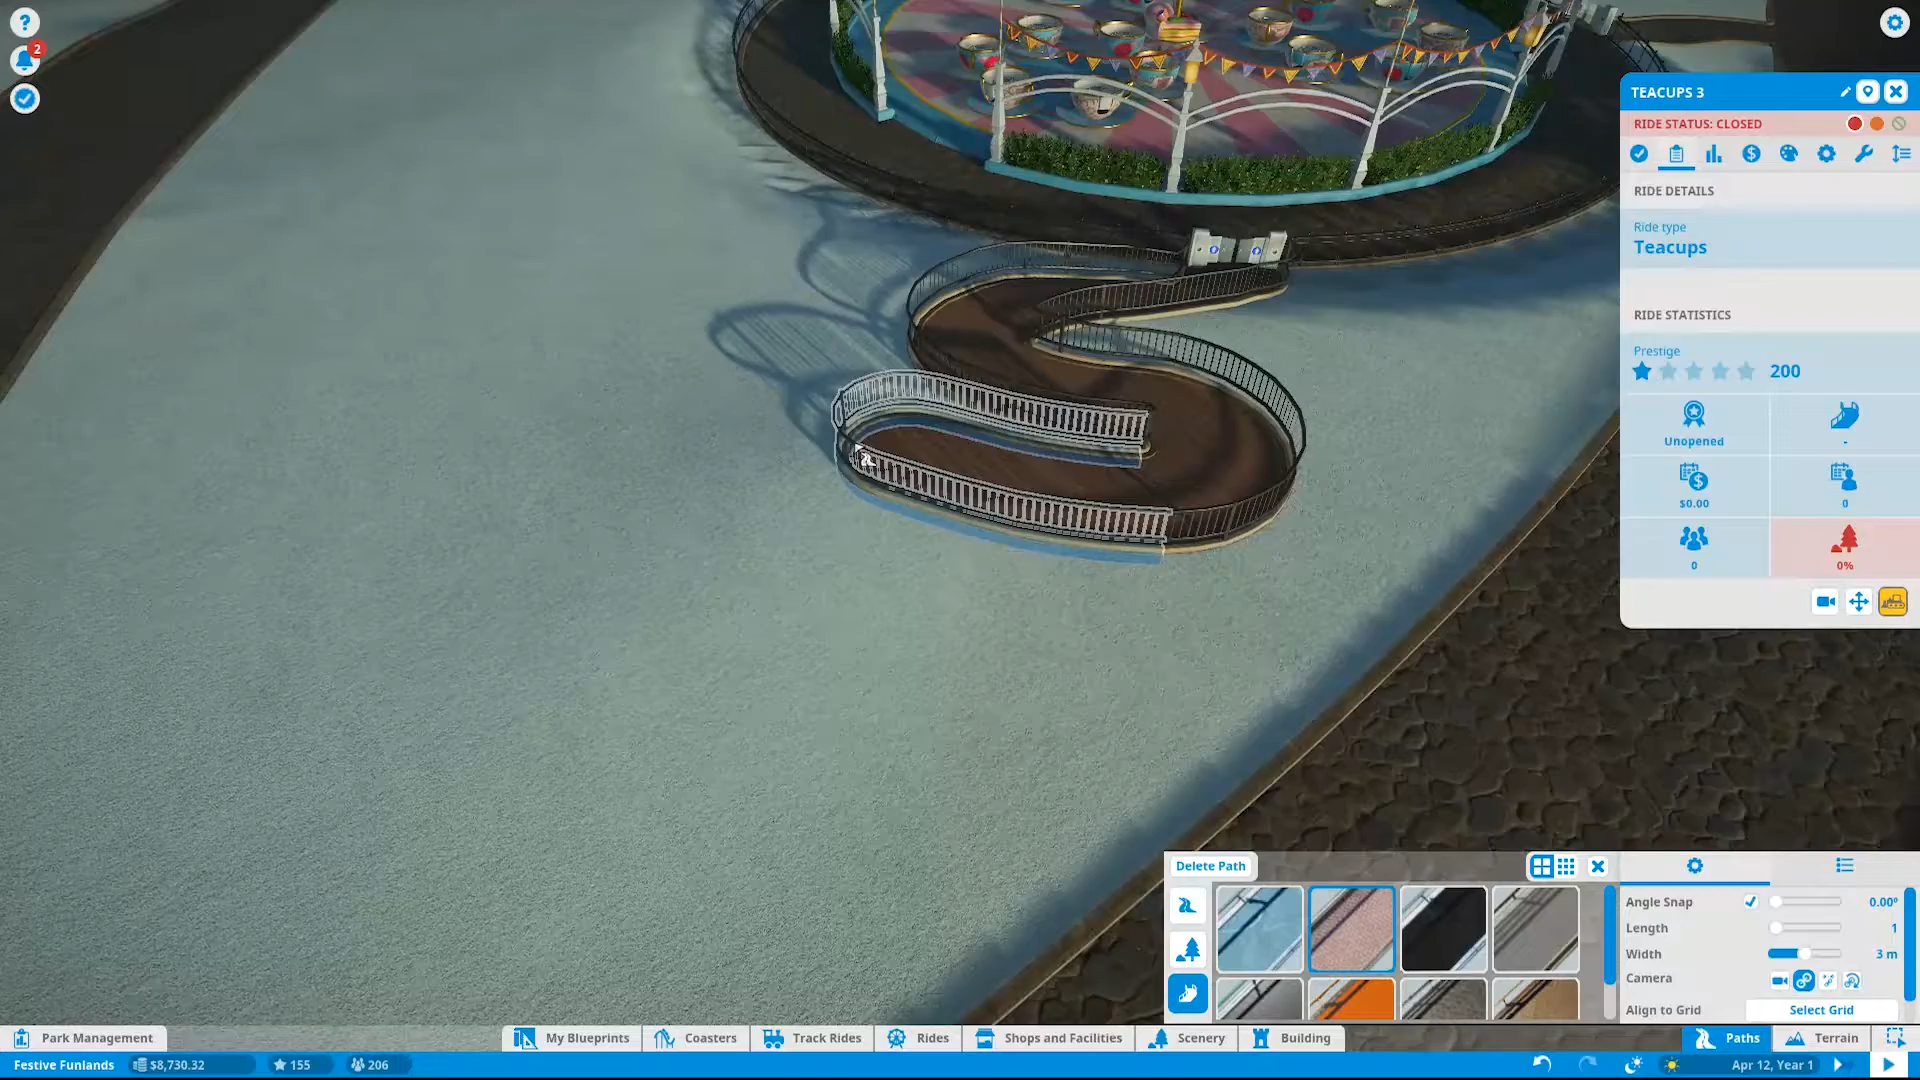 ?
2
TEACUPS 3
RIDE STATUS: CLOSED
RIDE DETAILS
Ride type
Teacups
RIDE STATISTICS
Prestige
200
Unopened
-
$0.00
0
0
0%
Delete Path
Angle Snap
0.00°
Length
1
Width
3 m
Camera
Align to Grid
Select Grid
Park Management
My Blueprints
Coasters
Track Rides
Rides
Shops and Facilities
Scenery
Building
Paths
Terrain
Festive Funlands
$8,730.32
155
206
Apr 12, Year 1